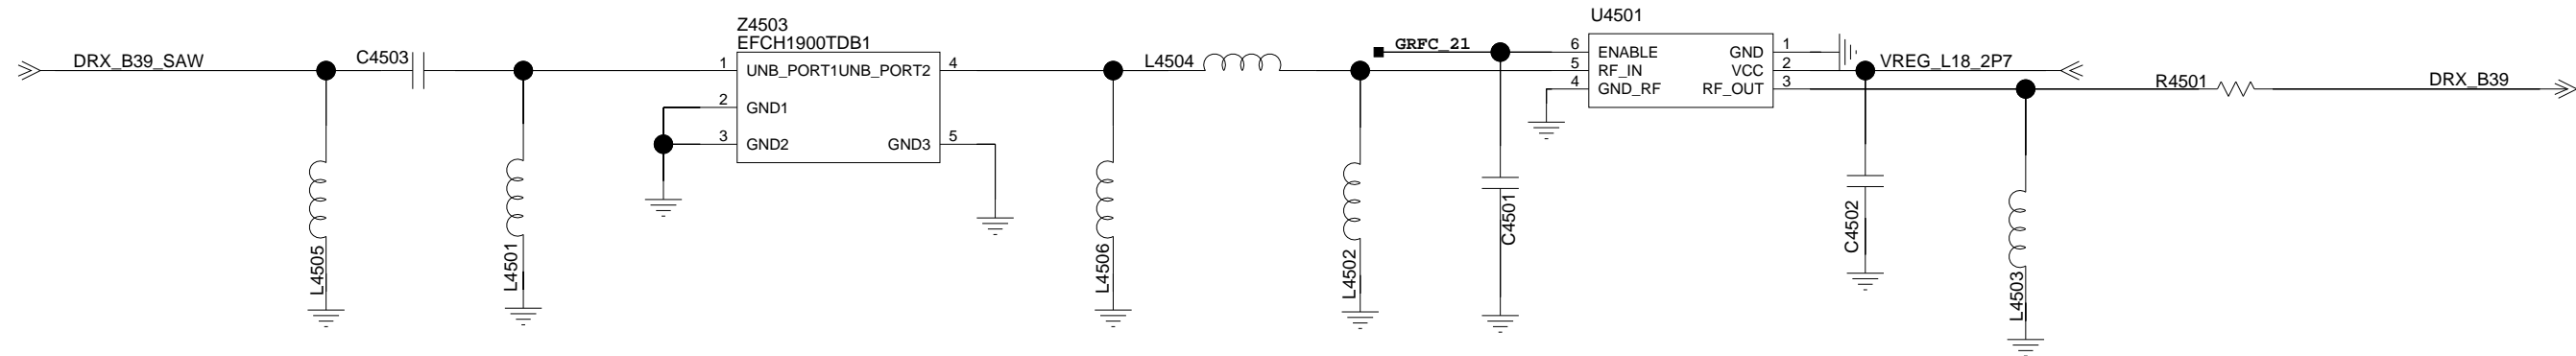 DRX_B39_SAW
C4503
L4505
L4501
Z4503
EFCH1900TDB1
1 UNB_PORT1UNB_PORT2 4
2 GND1
3 GND2 GND3 5
L4506
L4504
L4502
GRFC_21
C4501
U4501
6 ENABLE GND 1
5 RF_IN VCC 2
4 GND_RF RF_OUT 3
VREG_L18_2P7
C4502
L4503
R4501
DRX_B39